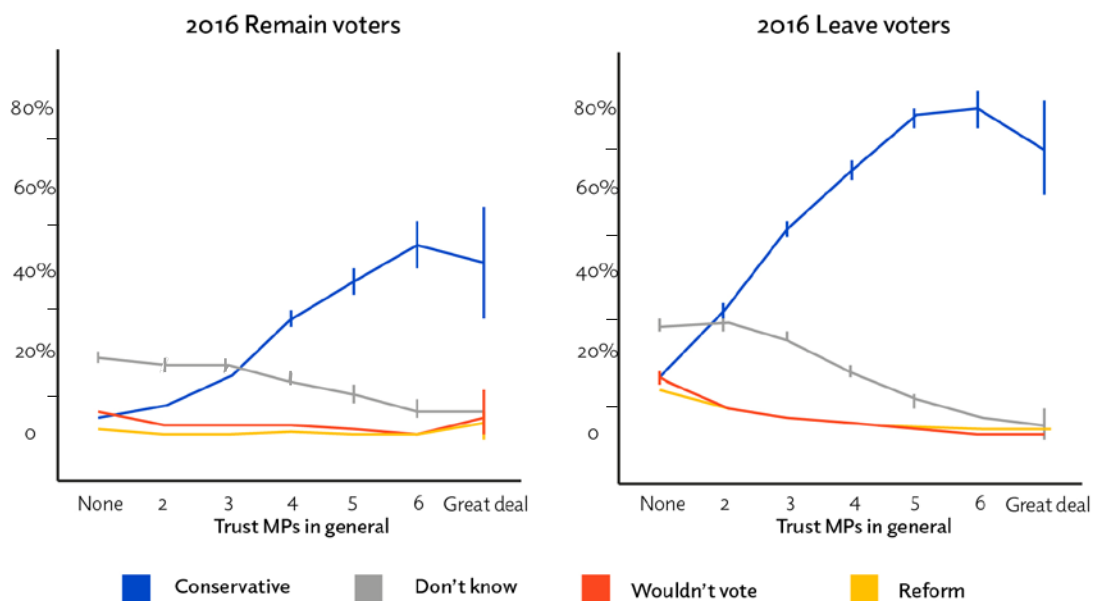 2016 Remain voters
80%
60%
40%
20%
0
None 2 3 4 5 6 Great deal
Trust MPs in general
2016 Leave voters
80%
60%
40%
20%
0
None 2 3 4 5 6 Great deal
Trust MPs in general
Conservative
Don't know
Wouldn't vote
Reform